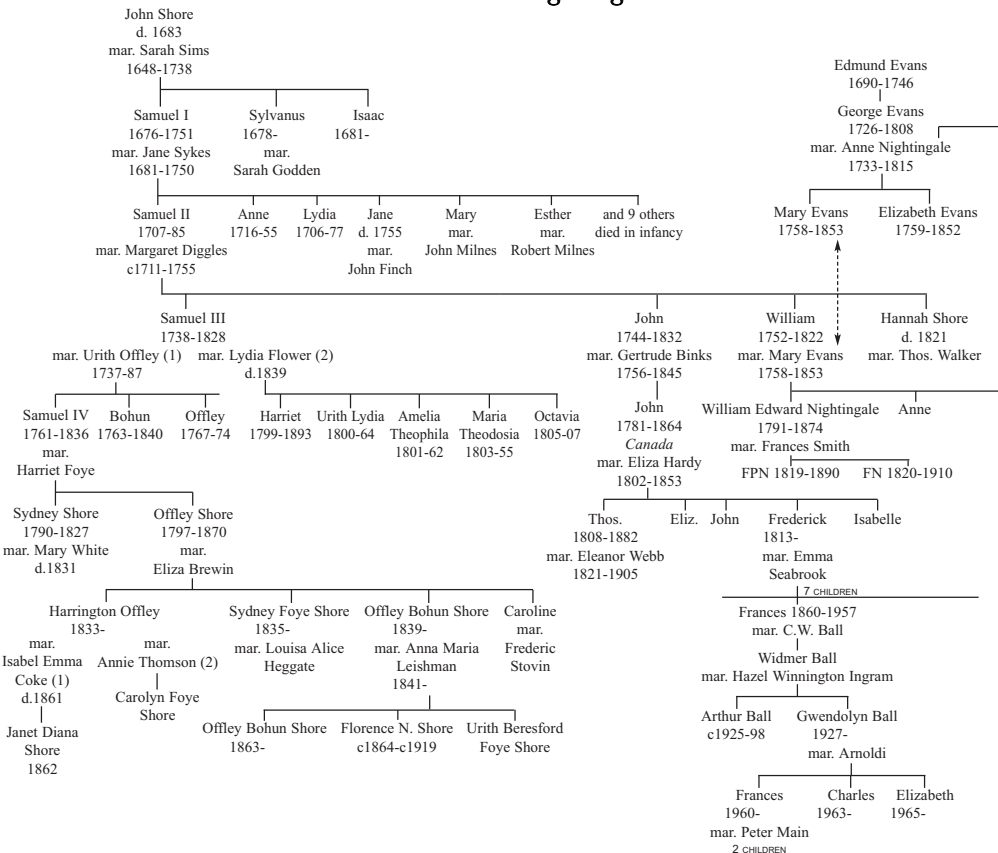 John Shore
d. 1683
mar. Sarah Sims
1648-1738
Edmund Evans
1690-1746
George Evans
1726-1808
mar. Anne Nightingale
1733-1815
Samuel I
1676-1751
mar. Jane Sykes
1681-1750
Sylvanus
1678-
mar.
Sarah Godden
Isaac
1681-
Mary Evans
1758-1853
Elizabeth Evans
1759-1852
Samuel II
1707-85
mar. Margaret Diggles
c1711-1755
Anne
1716-55
Lydia
1706-77
Jane
d. 1755
mar.
John Finch
Mary
mar.
John Milnes
Esther
mar.
Robert Milnes
and 9 others
died in infancy
Samuel III
1738-1828
mar. Urith Offley (1)
1737-87
mar. Lydia Flower (2)
d.1839
John
1744-1832
mar. Gertrude Binks
1756-1845
William
1752-1822
mar. Mary Evans
1758-1853
Hannah Shore
d. 1821
mar. Thos. Walker
Samuel IV
1761-1836
mar.
Harriet Foye
Bohun
1763-1840
Offley
1767-74
Harriet
1799-1893
Urith Lydia
1800-64
Amelia
Theophila
1801-62
Maria
Theodosia
1803-55
Octavia
1805-07
John
1781-1864
Canada
mar. Eliza Hardy
1802-1853
William Edward Nightingale
1791-1874
mar. Frances Smith
Anne
FPN 1819-1890
FN 1820-1910
Sydney Shore
1790-1827
mar. Mary White
d.1831
Offley Shore
1797-1870
mar.
Eliza Brewin
Thos.
1808-1882
mar. Eleanor Webb
1821-1905
Eliz.
John
Frederick
1813-
mar. Emma
Seabrook
Isabelle
7 CHILDREN
Harrington Offley
1833-
mar.
Isabel Emma
Coke (1)
d.1861
mar.
Annie Thomson (2)
Sydney Foye Shore
1835-
mar. Louisa Alice
Heggate
Offley Bohun Shore
1839-
mar. Anna Maria
Leishman
1841-
Caroline
mar.
Frederic
Stovin
Frances 1860-1957
mar. C.W. Ball
Widmer Ball
mar. Hazel Winnington Ingram
Janet Diana
Shore
1862
Carolyn Foye
Shore
Offley Bohun Shore
1863-
Florence N. Shore
c1864-c1919
Urith Beresford
Foye Shore
Arthur Ball
c1925-98
Gwendolyn Ball
1927-
mar. Arnoldi
Frances
1960-
mar. Peter Main
2 CHILDREN
Charles
1963-
Elizabeth
1965-